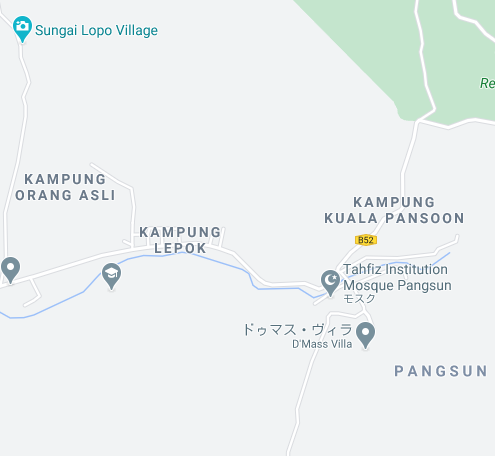 Sungai Lopo Village
Re
KAMPUNG
ORANG ASLI
KAMPUNG
KUALA PANSOON
KAMPUNG
LEPOK
B52
Tahfiz Institution
Mosque Pangsun
モスク
ドゥマス・ヴィラ
D'Mass Villa
PANGSUN